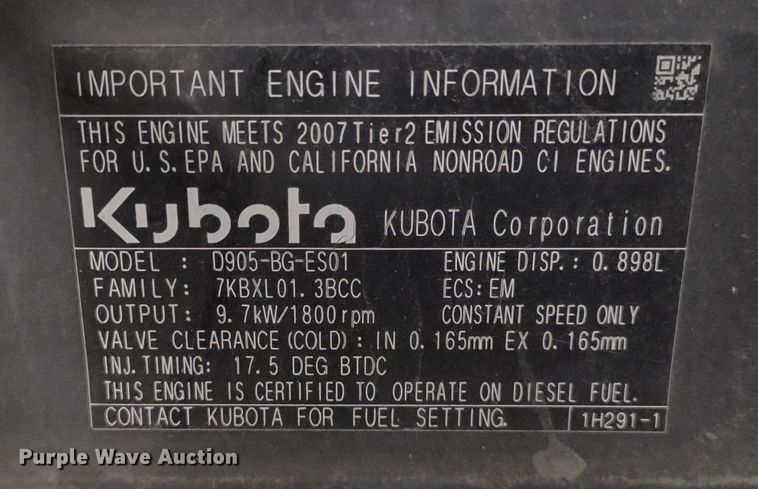 IMPORTANT ENGINE INFORMATION
THIS ENGINE MEETS 2007Tier2 EMISSION REGULATIONS
FOR U.S.EPA AND CALIFORNIA NONROAD CI ENGINES.
Kubota KUBOTA Corporation
MODEL : D905-BG-ES01 ENGINE DISP.: 0.898L
FAMILY: 7KBXL01.3BCC ECS:EM
OUTPUT: 9.7kW/1800rpm CONSTANT SPEED ONLY
VALVE CLEARANCE(COLD): IN 0.165mm EX 0.165mm
INJ.TIMING: 17.5 DEG BTDC
THIS ENGINE IS CERTIFIED TO OPERATE ON DIESEL FUEL.
CONTACT KUBOTA FOR FUEL SETTING. 1H291-1
Purple Wave Auction